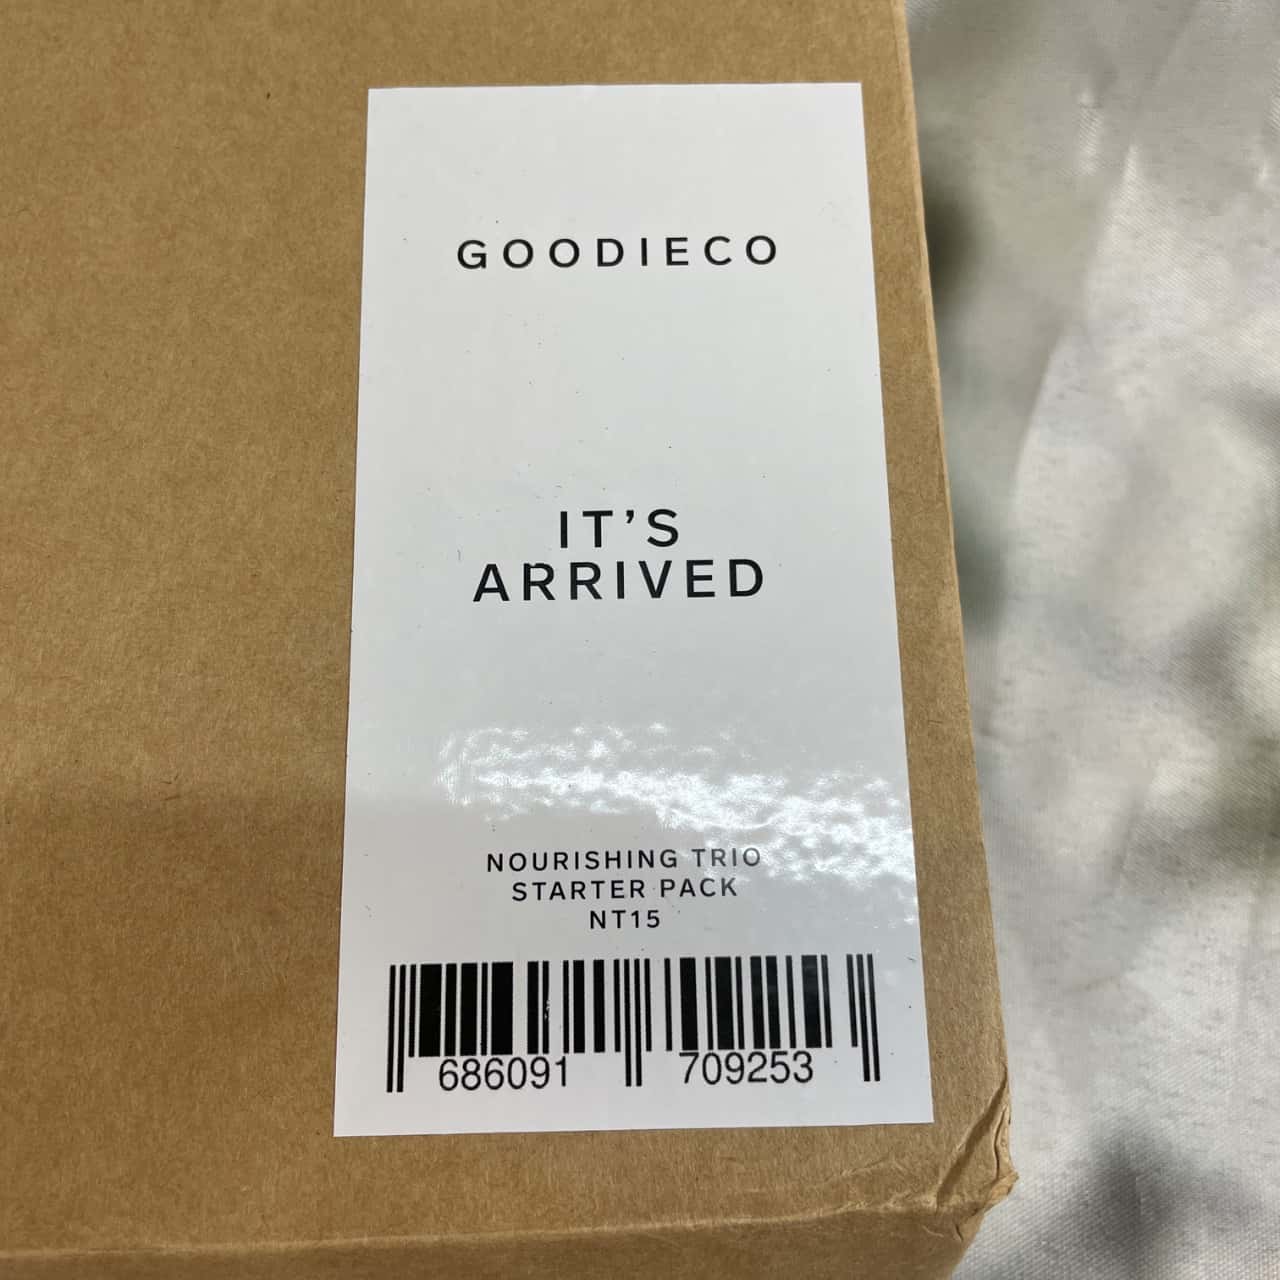 GOODIECO
IT’S
ARRIVED
NOURISHING TRIO
STARTER PACK
NT15
686091 709253